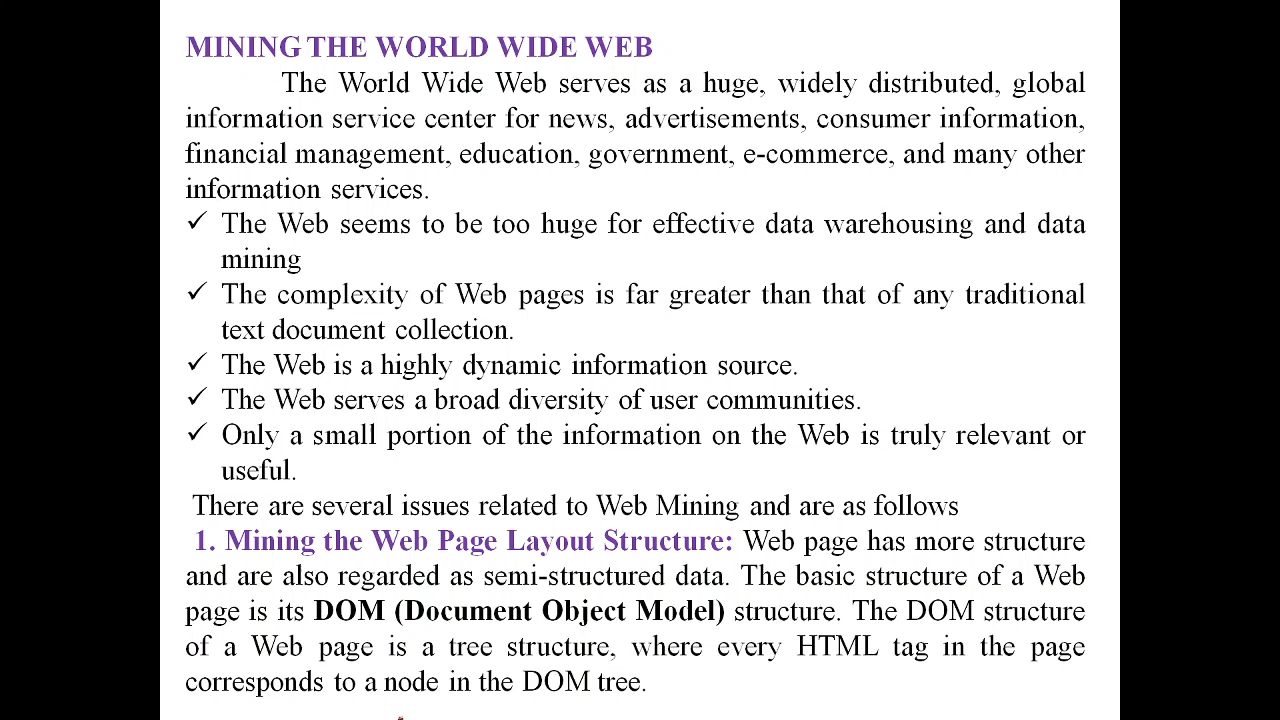 MINING THE WORLD WIDE WEB
The World Wide Web serves as a huge, widely distributed, global
information service center for news, advertisements, consumer information,
financial management, education, government, e-commerce, and many other
information services.
✓ The Web seems to be too huge for effective data warehousing and data
mining
✓ The complexity of Web pages is far greater than that of any traditional
text document collection.
✓ The Web is a highly dynamic information source.
✓ The Web serves a broad diversity of user communities.
✓ Only a small portion of the information on the Web is truly relevant or
useful.
There are several issues related to Web Mining and are as follows
1. Mining the Web Page Layout Structure: Web page has more structure
and are also regarded as semi-structured data. The basic structure of a Web
page is its DOM (Document Object Model) structure. The DOM structure
of a Web page is a tree structure, where every HTML tag in the page
corresponds to a node in the DOM tree.